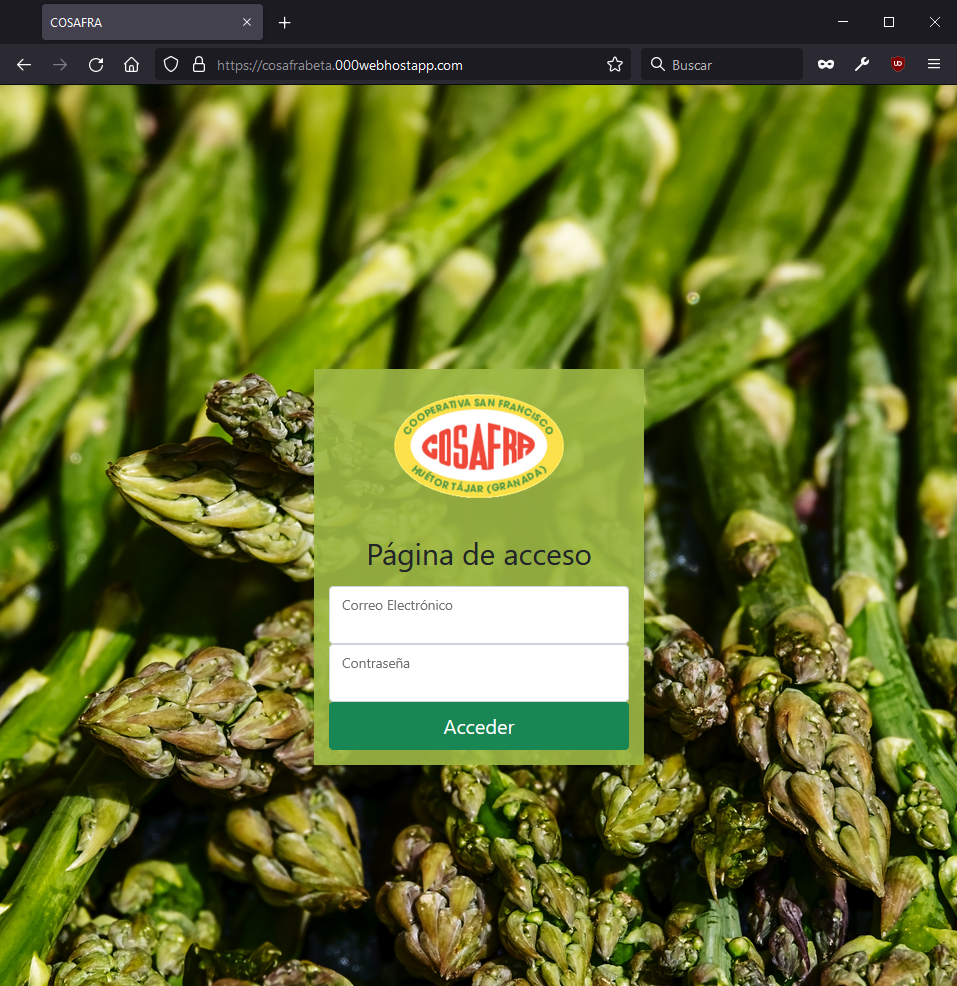 COSAFRA
https://cosafrabeta.000webhostapp.com
Buscar
COOPERATIVA SAN FRANCISCO
COSAFRA
HUÉTOR TÁJAR (GRANADA)
Página de acceso
Correo Electrónico
Contraseña
Acceder